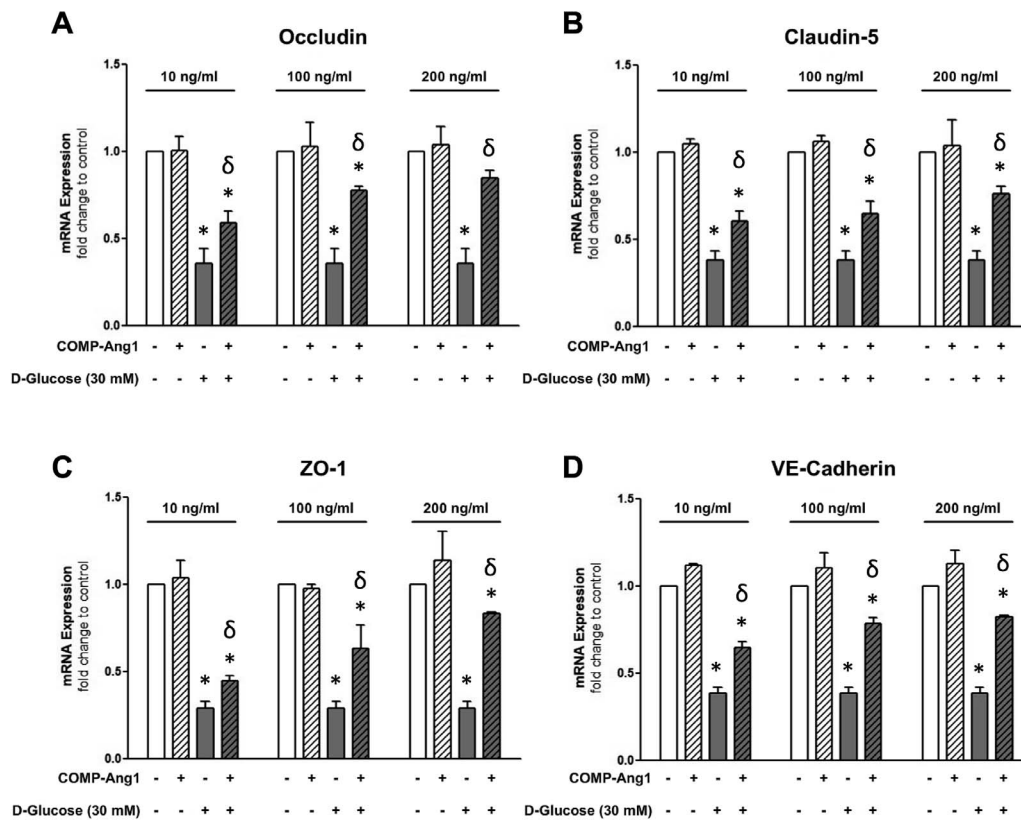 A
Occludin
10 ng/ml 100 ng/ml 200 ng/ml
mRNA Expression
fold change to control
1.5
1.0
0.5
0.0
* δ * * δ * * δ
COMP-Ang1 - + - + - + - + - + - +
D-Glucose (30 mM) - - + + - - + + - - + +
B
Claudin-5
10 ng/ml 100 ng/ml 200 ng/ml
mRNA Expression
fold change to control
1.5
1.0
0.5
0.0
* δ * * δ * * δ *
COMP-Ang1 - + - + - + - + - + - +
D-Glucose (30 mM) - - + + - - + + - - + +
C
ZO-1
10 ng/ml 100 ng/ml 200 ng/ml
mRNA Expression
fold change to control
1.5
1.0
0.5
0.0
* δ * * δ * * δ *
COMP-Ang1 - + - + - + - + - + - +
D-Glucose (30 mM) - - + + - - + + - - + +
D
VE-Cadherin
10 ng/ml 100 ng/ml 200 ng/ml
mRNA Expression
fold change to control
1.5
1.0
0.5
0.0
* δ * * δ * * δ *
COMP-Ang1 - + - + - + - + - + - +
D-Glucose (30 mM) - - + + - - + + - - + +